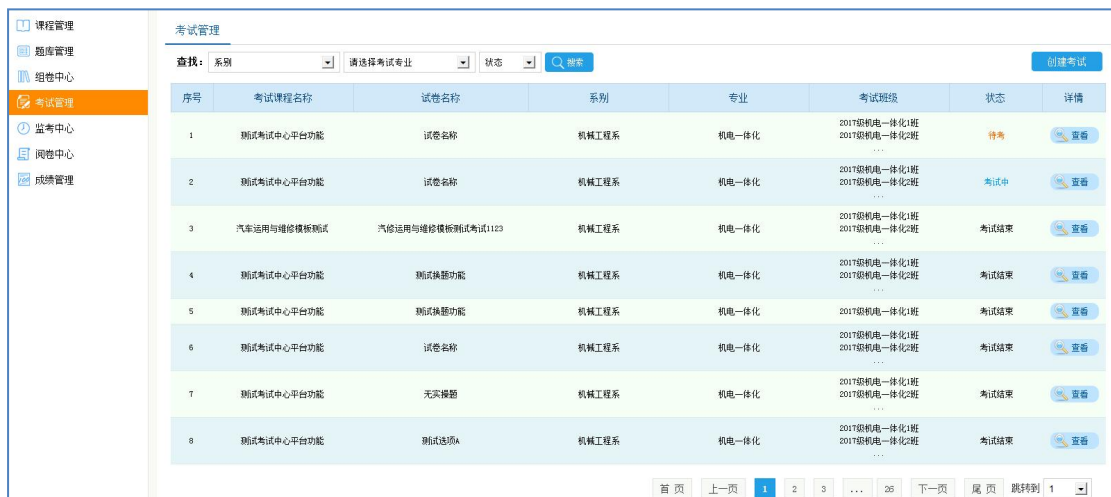 课程管理
题库管理
组卷中心
考试管理
监考中心
阅卷中心
成绩管理
考试管理
查找： 系别 请选择考试专业 状态 搜索 创建考试
序号 考试课程名称 试卷名称 系别 专业 考试班级 状态 详情
1 测试考试中心平台功能 试卷名称 机械工程系 机电一体化 2017级机电一体化1班 待考 查看
2017级机电一体化2班
...
2 测试考试中心平台功能 试卷名称 机械工程系 机电一体化 2017级机电一体化1班 考试中 查看
2017级机电一体化2班
...
3 汽车运用与维修模板测试 汽修运用与维修模板测试考试1123 机械工程系 机电一体化 2017级机电一体化1班 考试结束 查看
2017级机电一体化2班
...
4 测试考试中心平台功能 测试换题功能 机械工程系 机电一体化 2017级机电一体化1班 考试结束 查看
2017级机电一体化2班
...
5 测试考试中心平台功能 测试换题功能 机械工程系 机电一体化 2017级机电一体化1班 考试结束 查看
6 测试考试中心平台功能 试卷名称 机械工程系 机电一体化 2017级机电一体化1班 考试结束 查看
2017级机电一体化2班
...
7 测试考试中心平台功能 无实操题 机械工程系 机电一体化 2017级机电一体化1班 考试结束 查看
2017级机电一体化2班
...
8 测试考试中心平台功能 测试选项A 机械工程系 机电一体化 2017级机电一体化1班 考试结束 查看
2017级机电一体化2班
...
首 页 上一页 1 2 3 ... 26 下一页 尾 页 跳转到 1